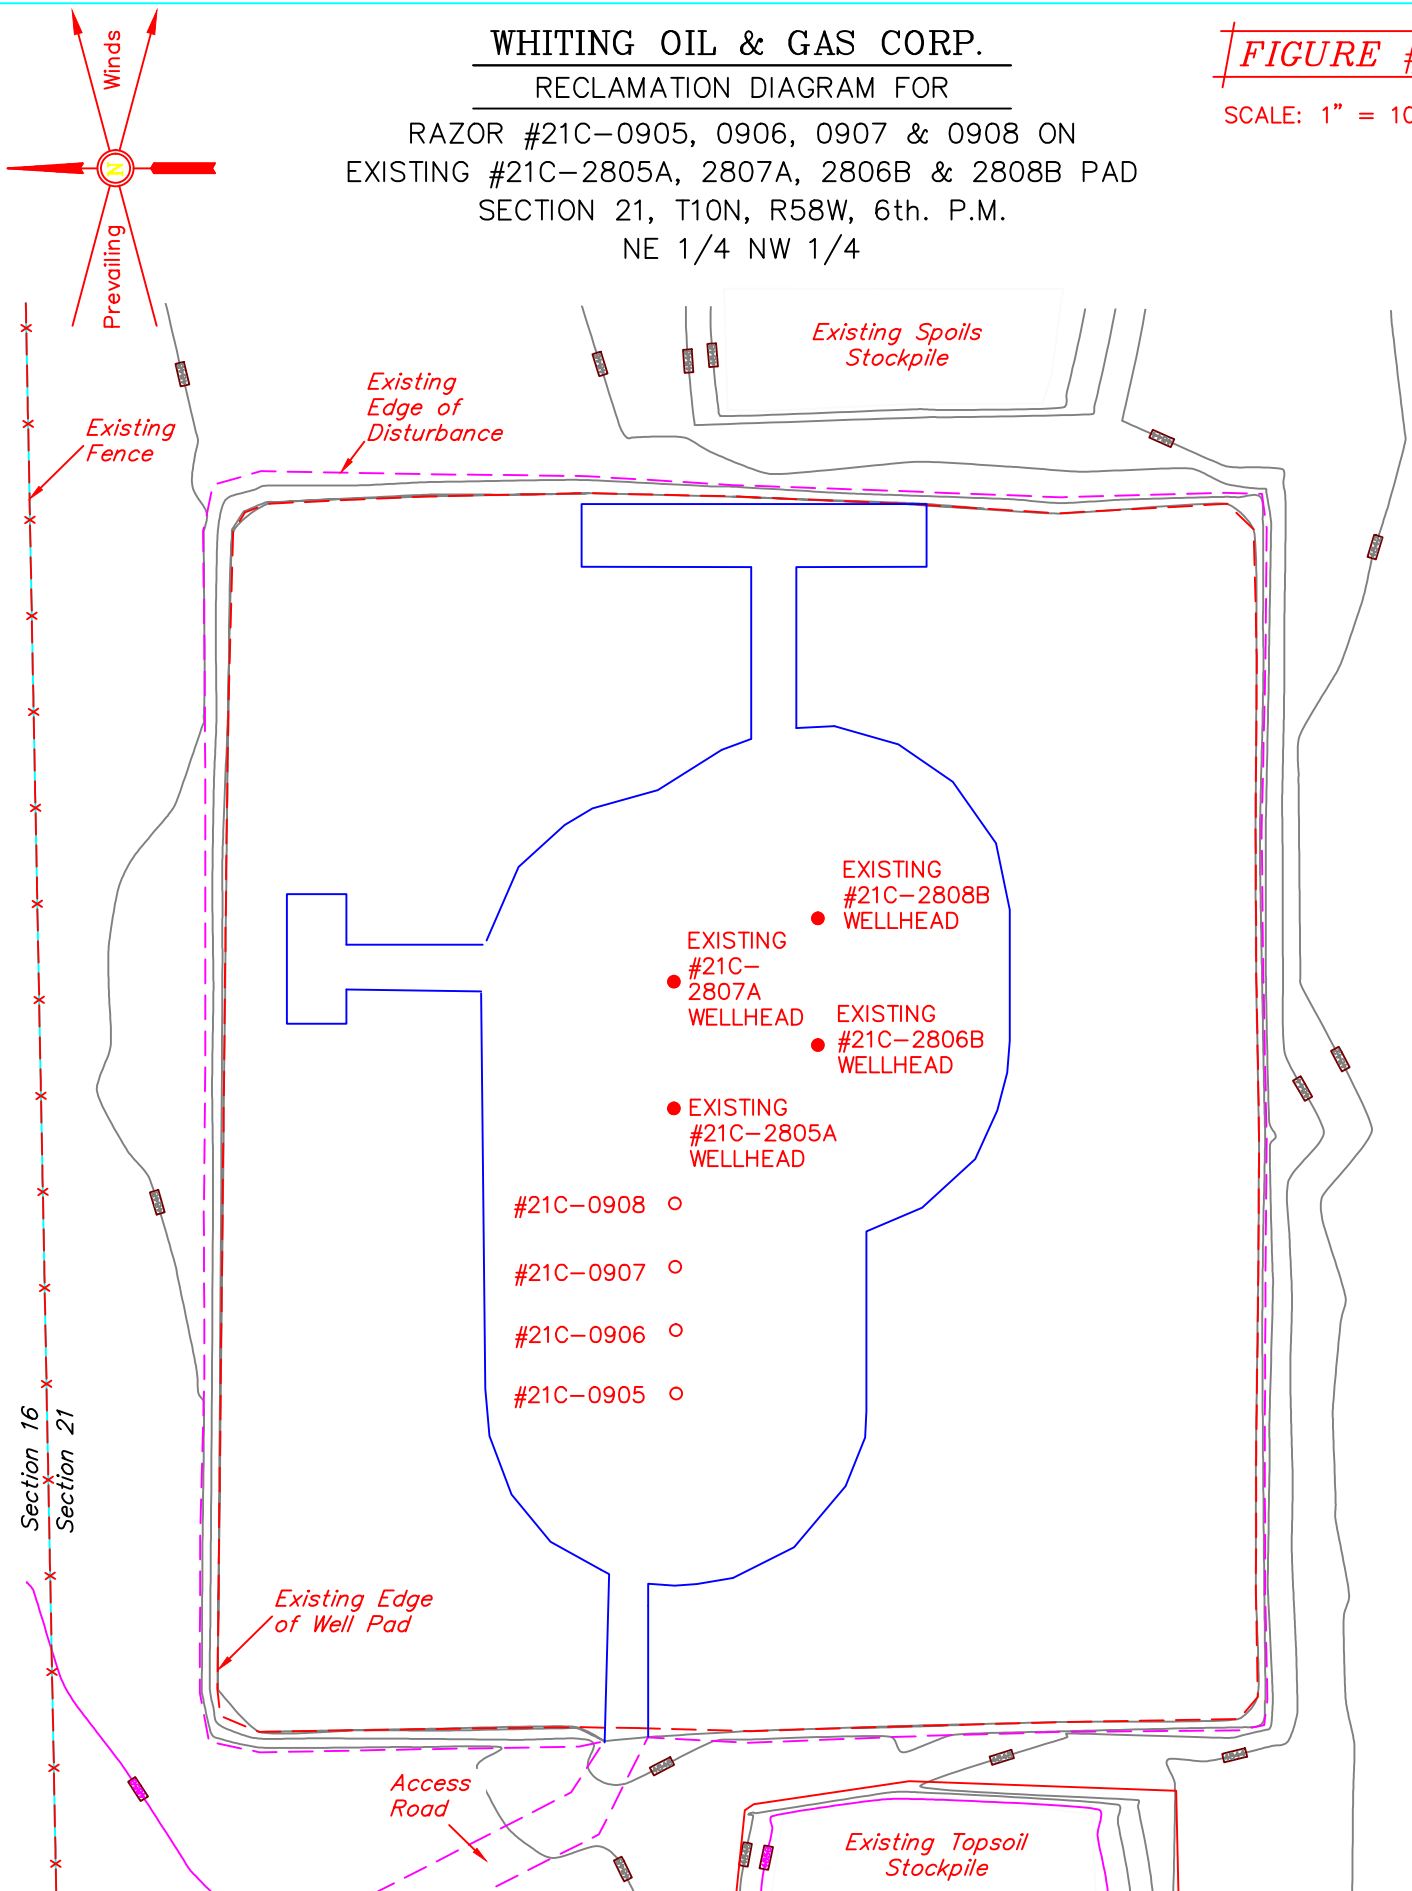 WHITING OIL & GAS CORP.
RECLAMATION DIAGRAM FOR
RAZOR #21C-0905, 0906, 0907 & 0908 ON
EXISTING #21C-2805A, 2807A, 2806B & 2808B PAD
SECTION 21, T10N, R58W, 6th. P.M.
NE 1/4 NW 1/4
FIGURE #
SCALE: 1" = 10
Winds
N
Prevailing
Existing Spoils
Stockpile
Existing
Edge of
Disturbance
Existing
Fence
EXISTING
#21C-2808B
WELLHEAD
EXISTING
#21C-
2807A
WELLHEAD
EXISTING
#21C-2806B
WELLHEAD
EXISTING
#21C-2805A
WELLHEAD
#21C-0908
#21C-0907
#21C-0906
#21C-0905
Section 16
Section 21
Existing Edge
of Well Pad
Access
Road
Existing Topsoil
Stockpile